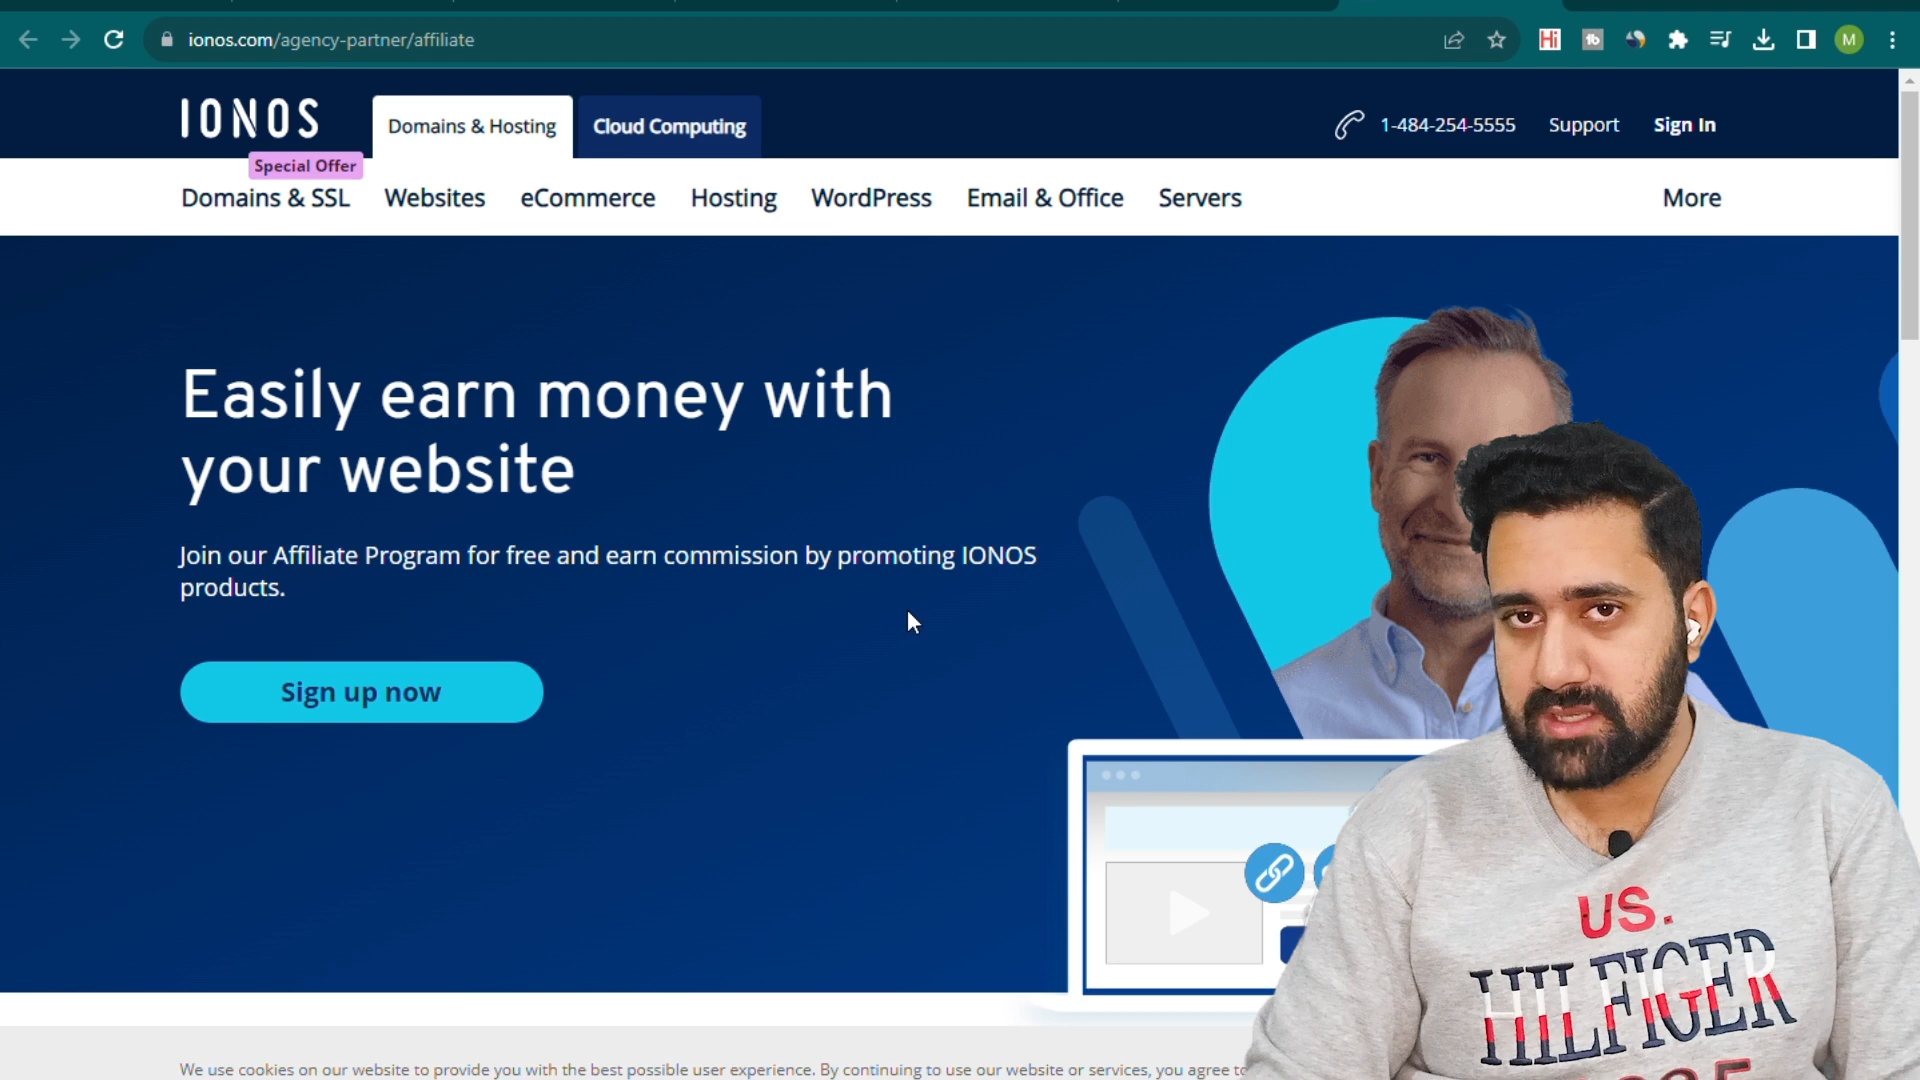 ionos.com/agency-partner/affiliate
Hi
tb
M
IONOS
Domains & Hosting
Cloud Computing
1-484-254-5555
Support
Sign In
Special Offer
Domains & SSL
Websites
eCommerce
Hosting
WordPress
Email & Office
Servers
More
Easily earn money with
your website
Join our Affiliate Program for free and earn commission by promoting IONOS
products.
Sign up now
US.
HILFIGER
We use cookies on our website to provide you with the best possible user experience. By continuing to use our website or services, you agree to